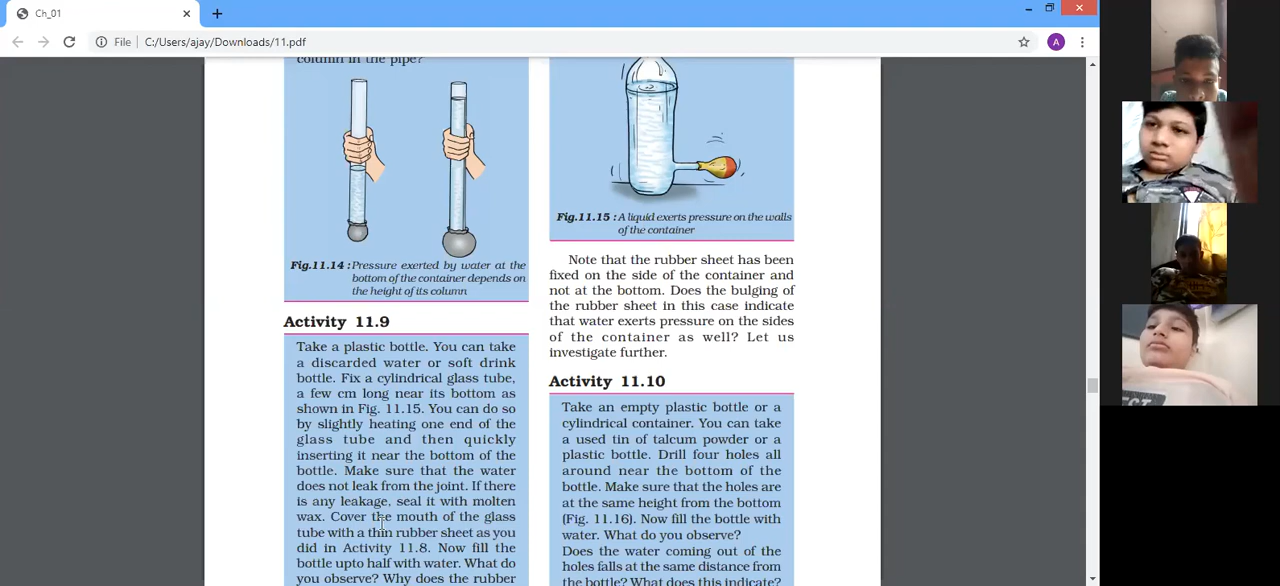 Ch_01
File
C:/Users/ajay/Downloads/11.pdf
A
column in the pipe?
Fig.11.14 : Pressure exerted by water at the
bottom of the container depends on
the height of its column
Activity 11.9
Take a plastic bottle. You can take
a discarded water or soft drink
bottle. Fix a cylindrical glass tube,
a few cm long near its bottom as
shown in Fig. 11.15. You can do so
by slightly heating one end of the
glass tube and then quickly
inserting it near the bottom of the
bottle. Make sure that the water
does not leak from the joint. If there
is any leakage, seal it with molten
wax. Cover the mouth of the glass
tube with a thin rubber sheet as you
did in Activity 11.8. Now fill the
bottle upto half with water. What do
you observe? Why does the rubber
Fig.11.15 : A liquid exerts pressure on the walls
of the container
Note that the rubber sheet has been
fixed on the side of the container and
not at the bottom. Does the bulging of
the rubber sheet in this case indicate
that water exerts pressure on the sides
of the container as well? Let us
investigate further.
Activity 11.10
Take an empty plastic bottle or a
cylindrical container. You can take
a used tin of talcum powder or a
plastic bottle. Drill four holes all
around near the bottom of the
bottle. Make sure that the holes are
at the same height from the bottom
(Fig. 11.16). Now fill the bottle with
water. What do you observe?
Does the water coming out of the
holes falls at the same distance from
the bottle? What does this indicate?